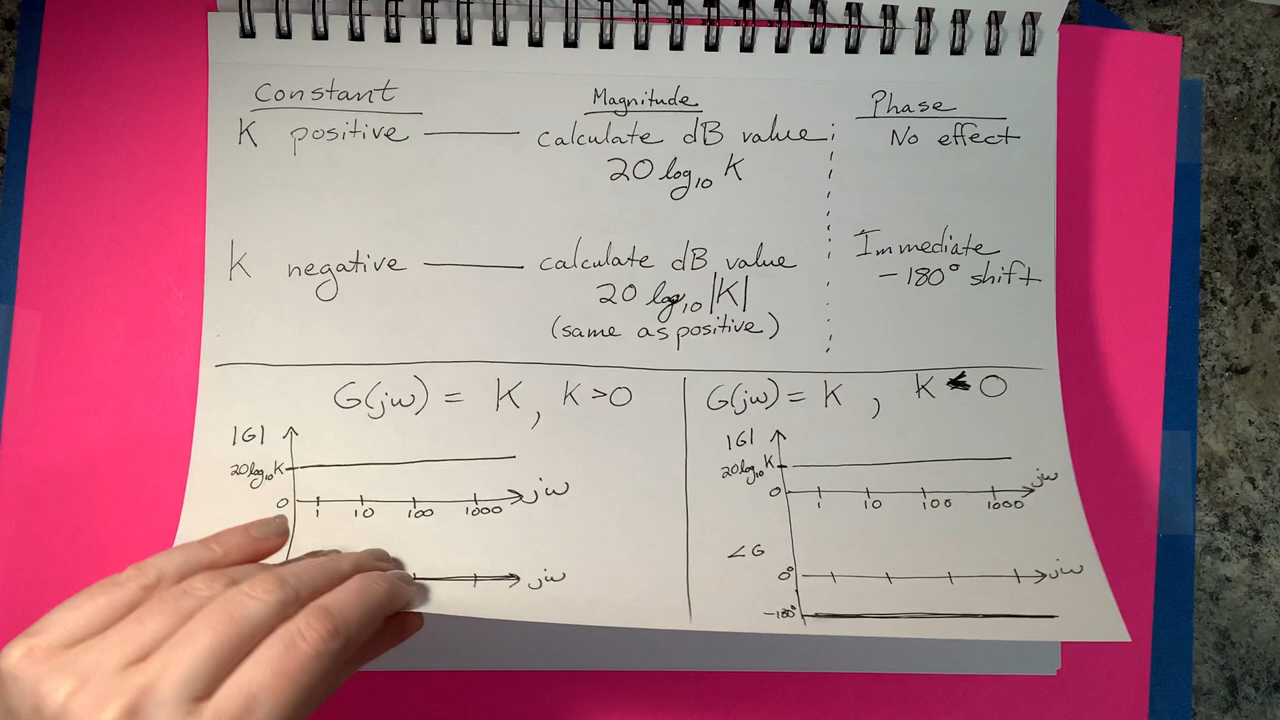 Constant Magnitude Phase
K positive — calculate dB value No effect
20 log₁₀ K
K negative — calculate dB value Immediate
20 log₁₀ |K| -180° shift
(same as positive)
G(jω) = K, K > 0
|G|
20log₁₀K
0 jω
1 10 100 1000
jω
G(jω) = K, K < 0
|G|
20log₁₀K
0 jω
1 10 100 1000
∠G
0° jω
-180°